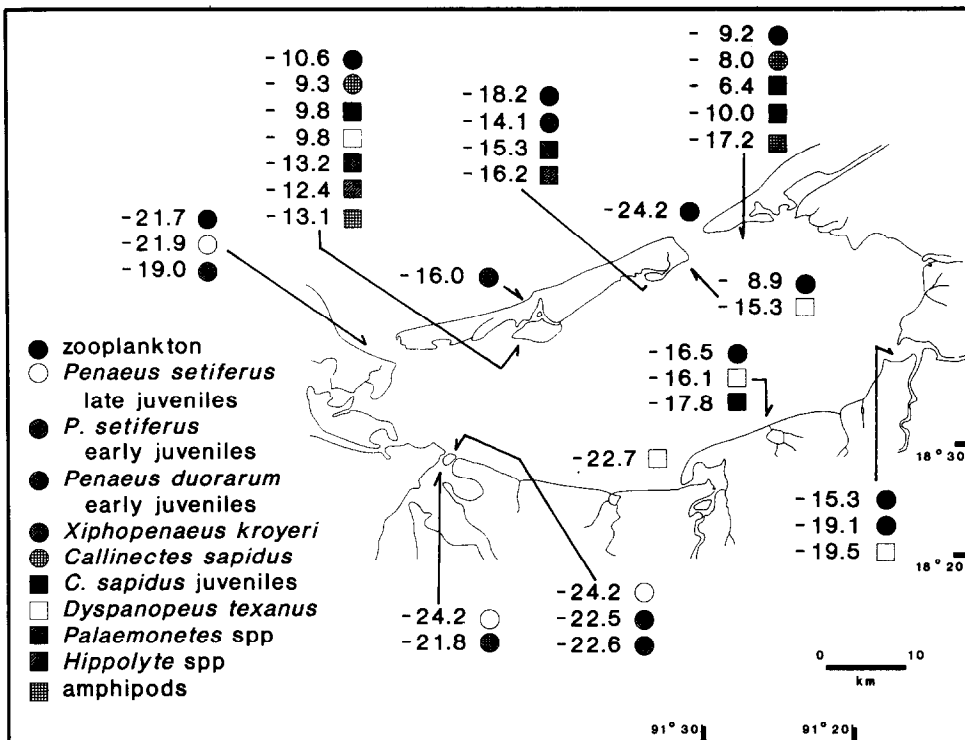 - 10.6
- 9.3
- 9.8
- 9.8
-13.2
-12.4
-13.1
-18.2
-14.1
-15.3
-16.2
- 9.2
- 8.0
- 6.4
-10.0
-17.2
-21.7
-21.9
-19.0
-16.0
-24.2
- 8.9
-15.3
-16.5
-16.1
-17.8
-22.7
-15.3
-19.1
-19.5
-24.2
-21.8
-24.2
-22.5
-22.6
zooplankton
Penaeus setiferus
late juveniles
P. setiferus
early juveniles
Penaeus duorarum
early juveniles
Xiphopenaeus kroyeri
Callinectes sapidus
C. sapidus juveniles
Dyspanopeus texanus
Palaemonetes spp
Hippolyte spp
amphipods
18°30
18°20
0 10
km
91°30
91°20